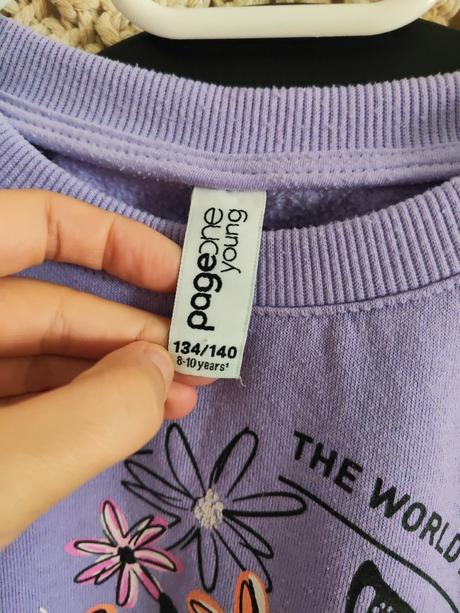 pageone
young
134/140
8-10 years¹
THE WORLD